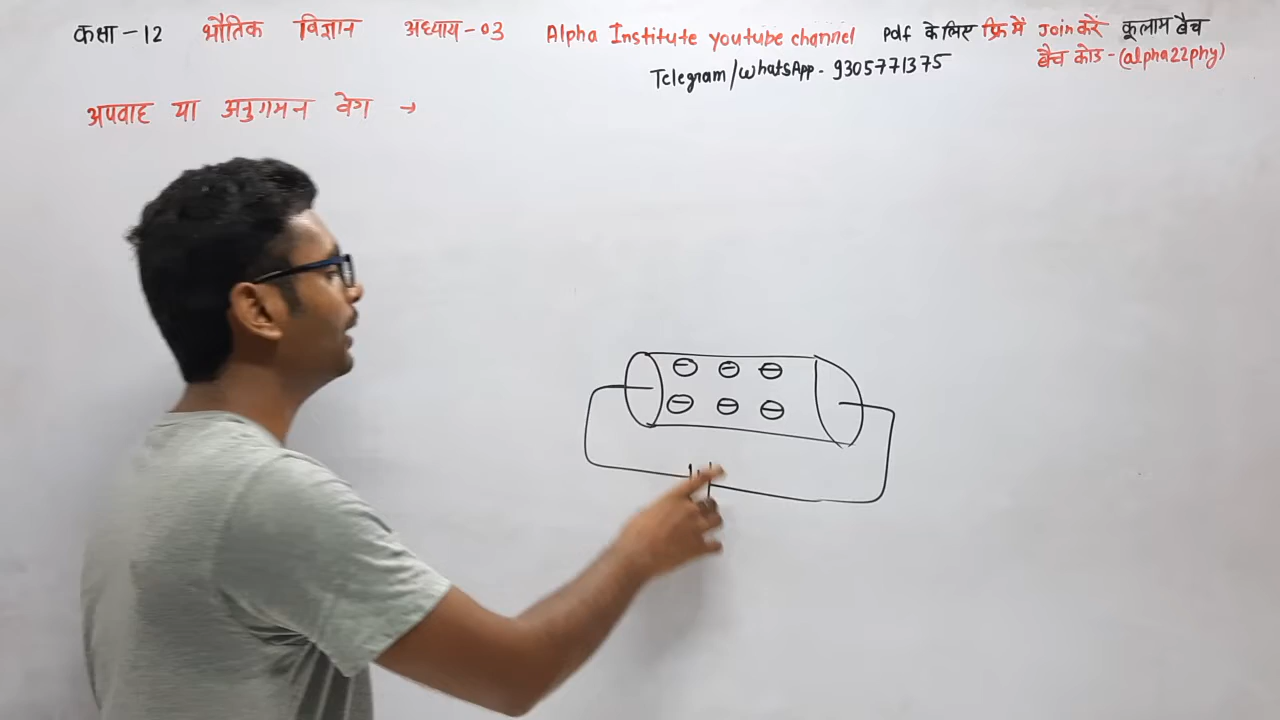 कक्षा-12 भौतिक विज्ञान अध्याय-03 Alpha Institute youtube channel pdf के लिए फ्रि में Join करें कूलाम बैच
Telegram/whatsApp- 9305771375 बैच कोड-(alpha22phy)
अपवाह या अनुगमन वेग →